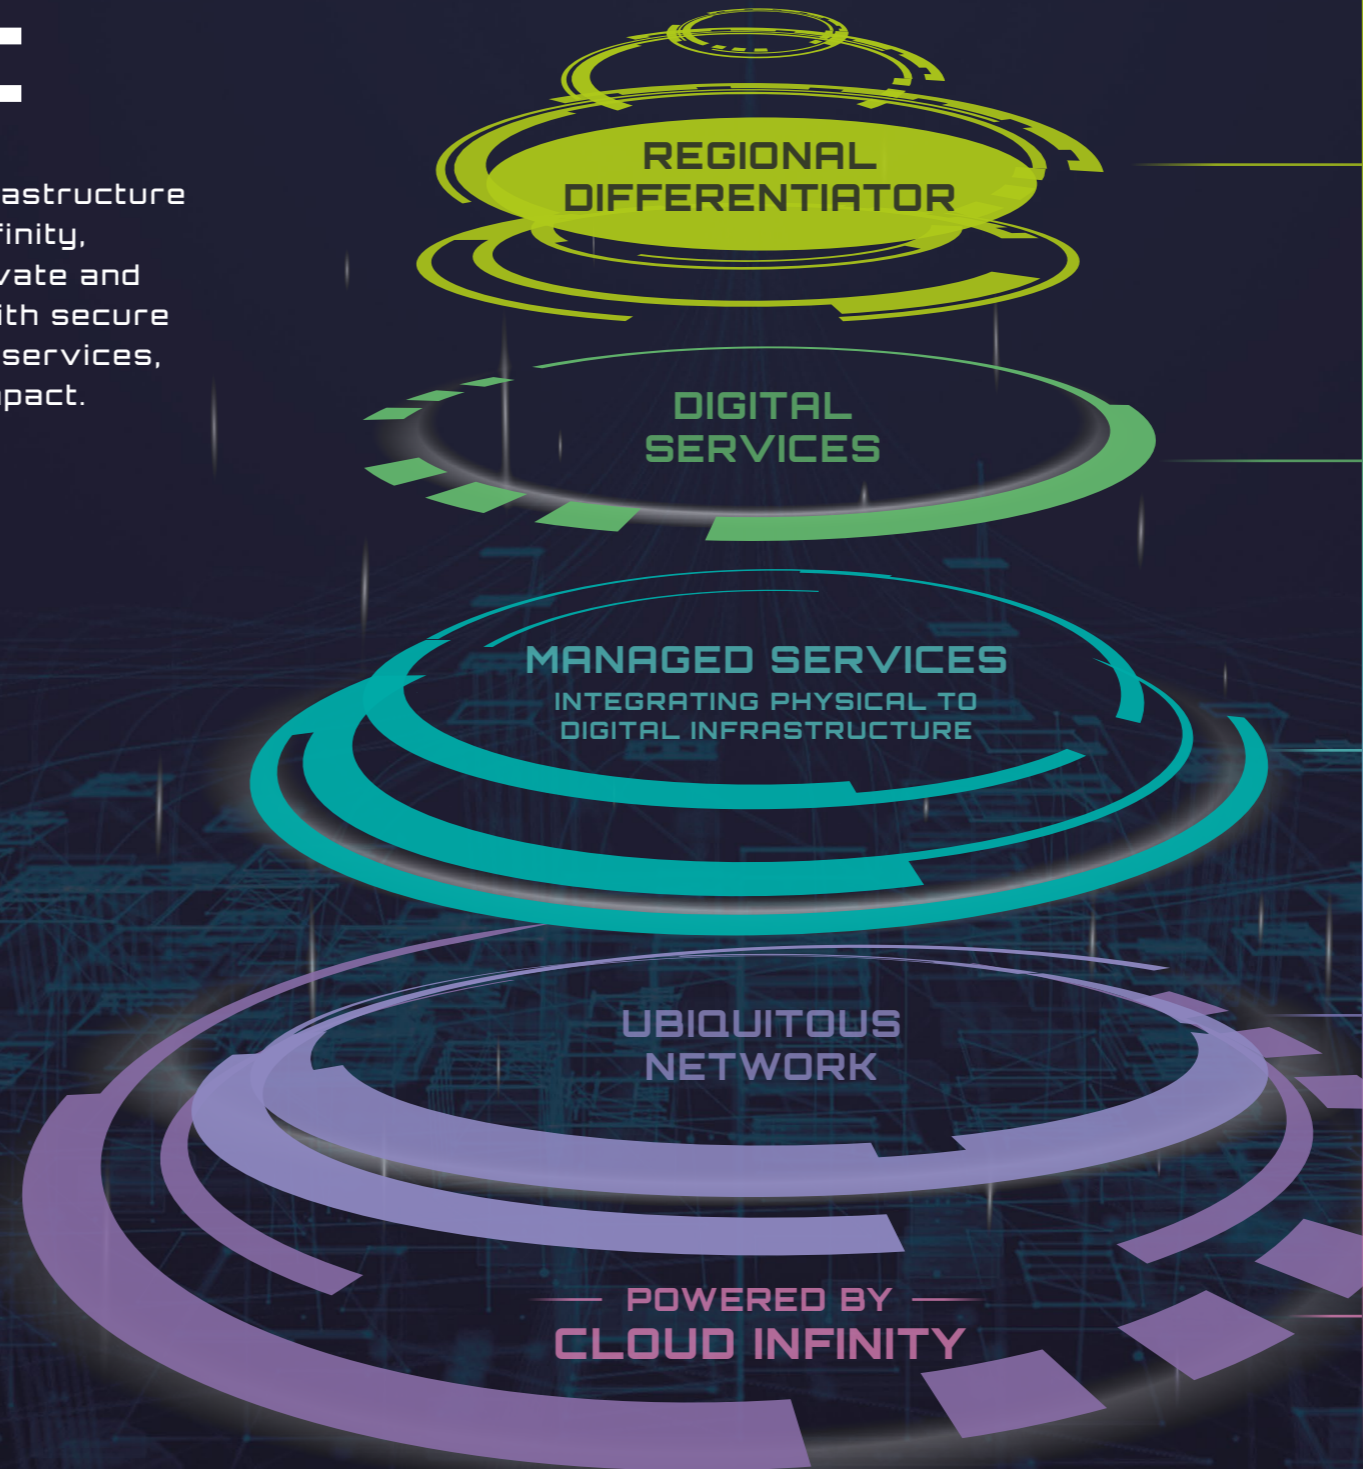 E
astructure
finity,
vate and
ith secure
services,
pact.
REGIONAL
DIFFERENTIATOR
DIGITAL
SERVICES
MANAGED SERVICES
INTEGRATING PHYSICAL TO
DIGITAL INFRASTRUCTURE
UBIQUITOUS
NETWORK
POWERED BY
CLOUD INFINITY